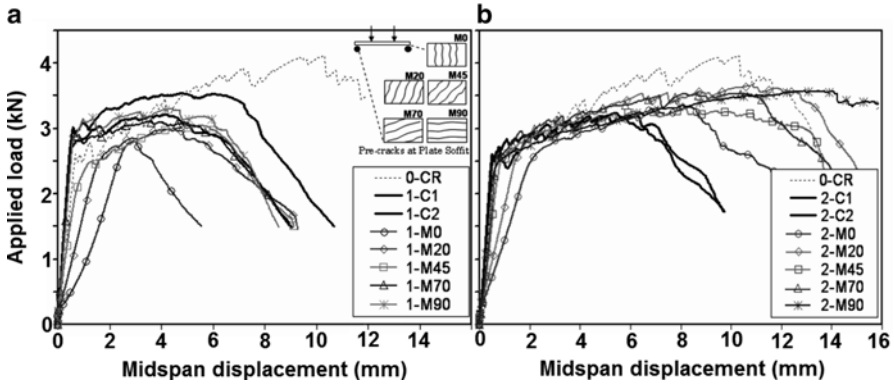 a
b
Applied load (kN)
4
3
2
1
0
M0
M20
M45
M70
M90
Pre-cracks at Plate Soffit
0-CR
1-C1
1-C2
1-M0
1-M20
1-M45
1-M70
1-M90
0 2 4 6 8 10 12 14
Midspan displacement (mm)
0-CR
2-C1
2-C2
2-M0
2-M20
2-M45
2-M70
2-M90
0 2 4 6 8 10 12 14 16
Midspan displacement (mm)